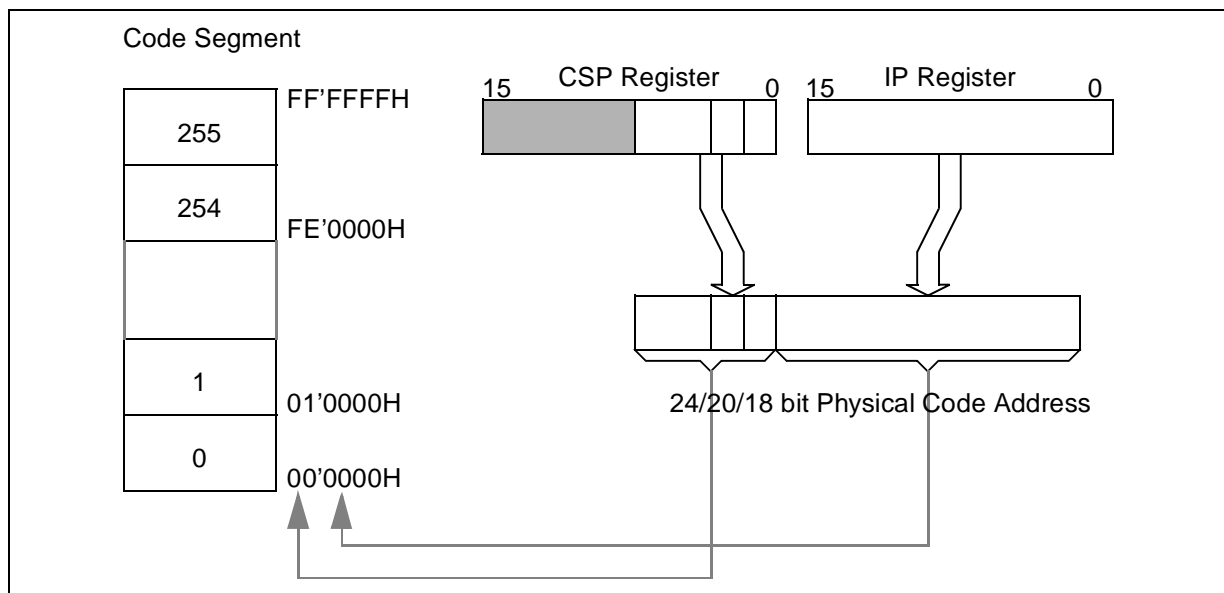 Code Segment
CSP Register
IP Register
15
0
15
0
FF'FFFFH
255
254
FE'0000H
1
01'0000H
24/20/18 bit Physical Code Address
0
00'0000H